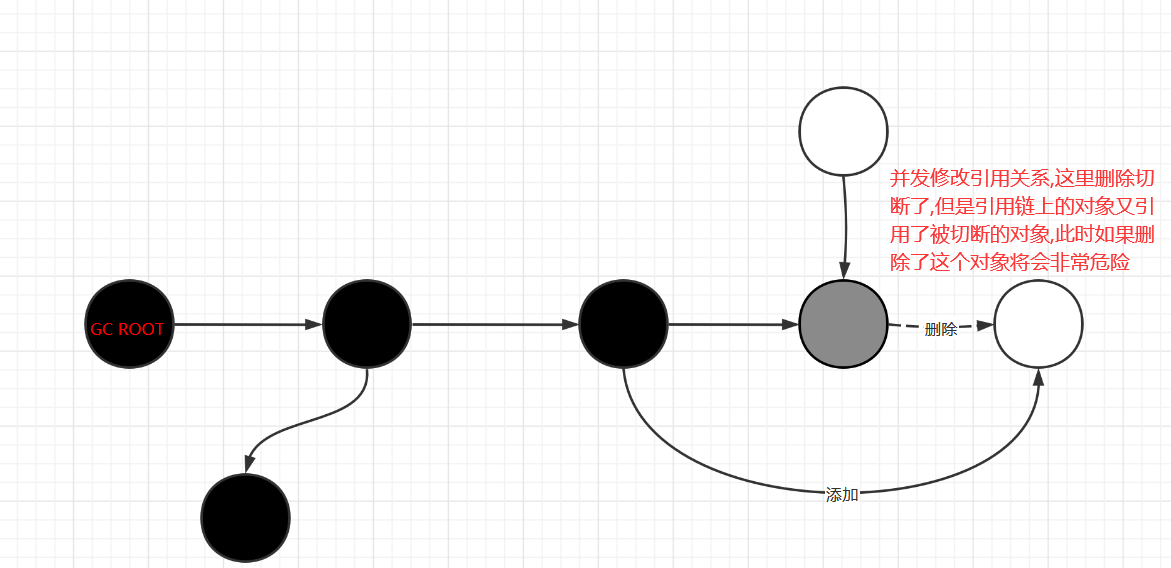 并发修改引用关系,这里删除切
断了,但是引用链上的对象又引
用了被切断的对象,此时如果删
除了这个对象将会非常危险
GC ROOT
删除
添加